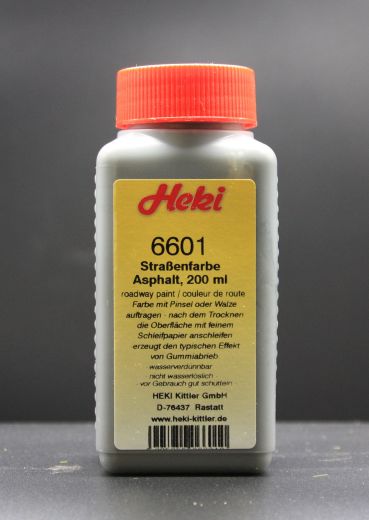 Heki
6601
Straßenfarbe
Asphalt, 200 ml
roadway paint / couleur de route
Farbe mit Pinsel oder Walze
auftragen - nach dem Trocknen
die Oberfläche mit feinem
Schleifpapier anschleifen
erzeugt den typischen Effekt
von Gummiabrieb
-wasserverdünnbar
-nicht wasserlöslich -
-vor Gebrauch gut schütteln-
HEKI Kittler GmbH
D-76437 Rastatt
www.heki-kittler.de